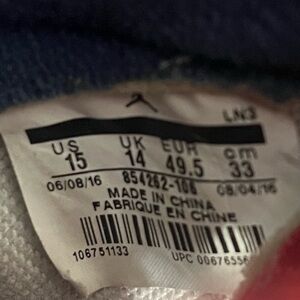 LN3
US UK EUR cm
15 14 49.5 33
06/08/16 854262-106 08/04/16
MADE IN CHINA
FABRIQUE EN CHINE
106751133 UPC 00676556